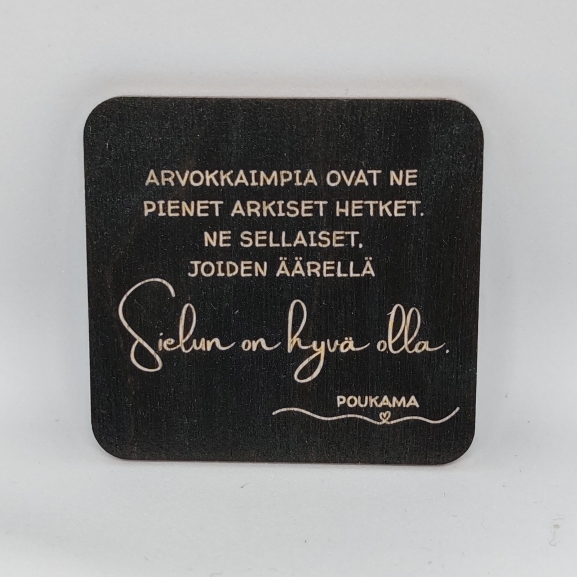 ARVOKKAIMPIA OVAT NE
PIENET ARKISET HETKET.
NE SELLAISET,
JOIDEN ÄÄRELLÄ
Sielun on hyvä olla.
POUKAMA